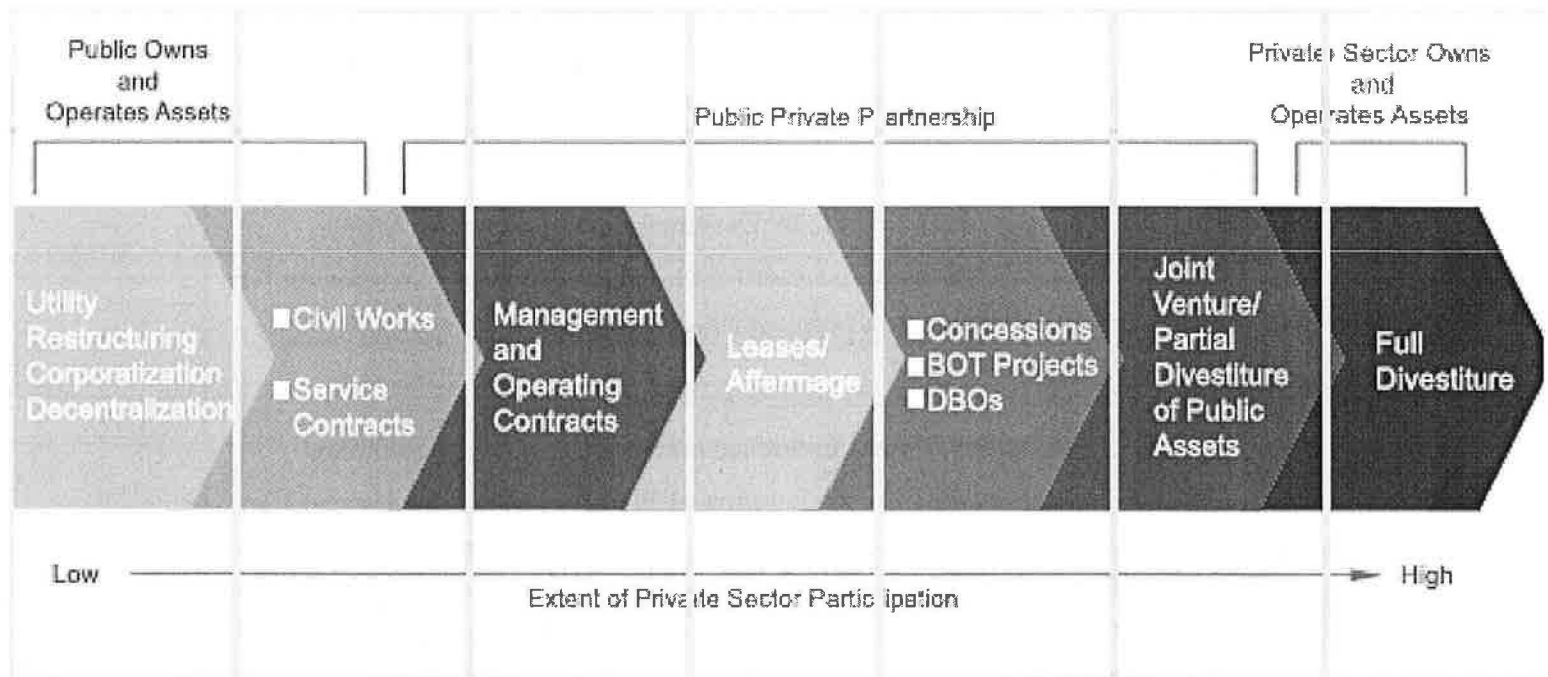 Public Owns
and
Operates Assets
Public Private Partnership
Private Sector Owns
and
Operates Assets
Utility
Restructuring
Corporatization
Decentralization
■Civil Works
■Service
Contracts
Management
and
Operating
Contracts
Leases/
Affermage
■Concessions
■BOT Projects
■DBOs
Joint
Venture/
Partial
Divestiture
of Public
Assets
Full
Divestiture
Low
High
Extent of Private Sector Participation